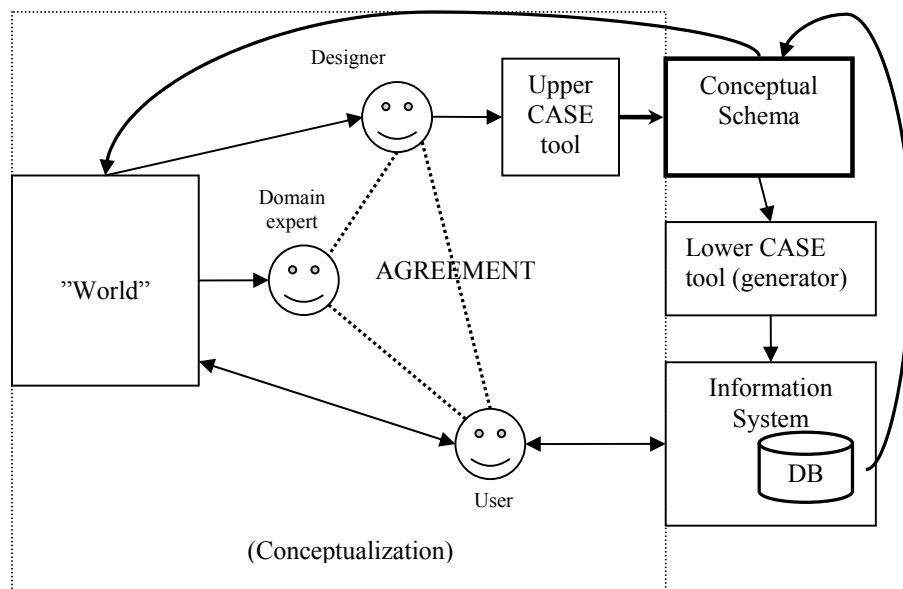 Designer
Upper
CASE
tool
Conceptual
Schema
Domain
expert
”World”
AGREEMENT
Lower CASE
tool (generator)
Information
System
DB
User
(Conceptualization)